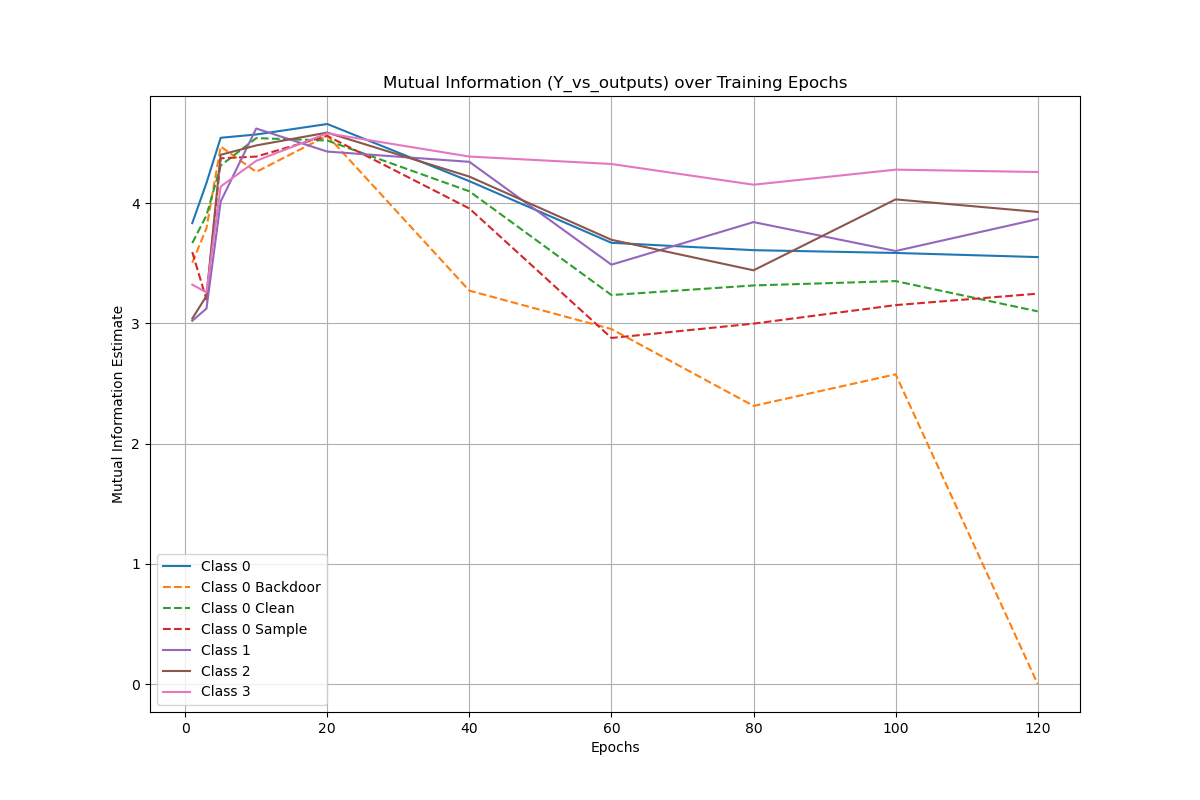 Mutual Information (Y_vs_outputs) over Training Epochs
Mutual Information Estimate
4
3
2
1
0
Class 0
Class 0 Backdoor
Class 0 Clean
Class 0 Sample
Class 1
Class 2
Class 3
0 20 40 60 80 100 120
Epochs